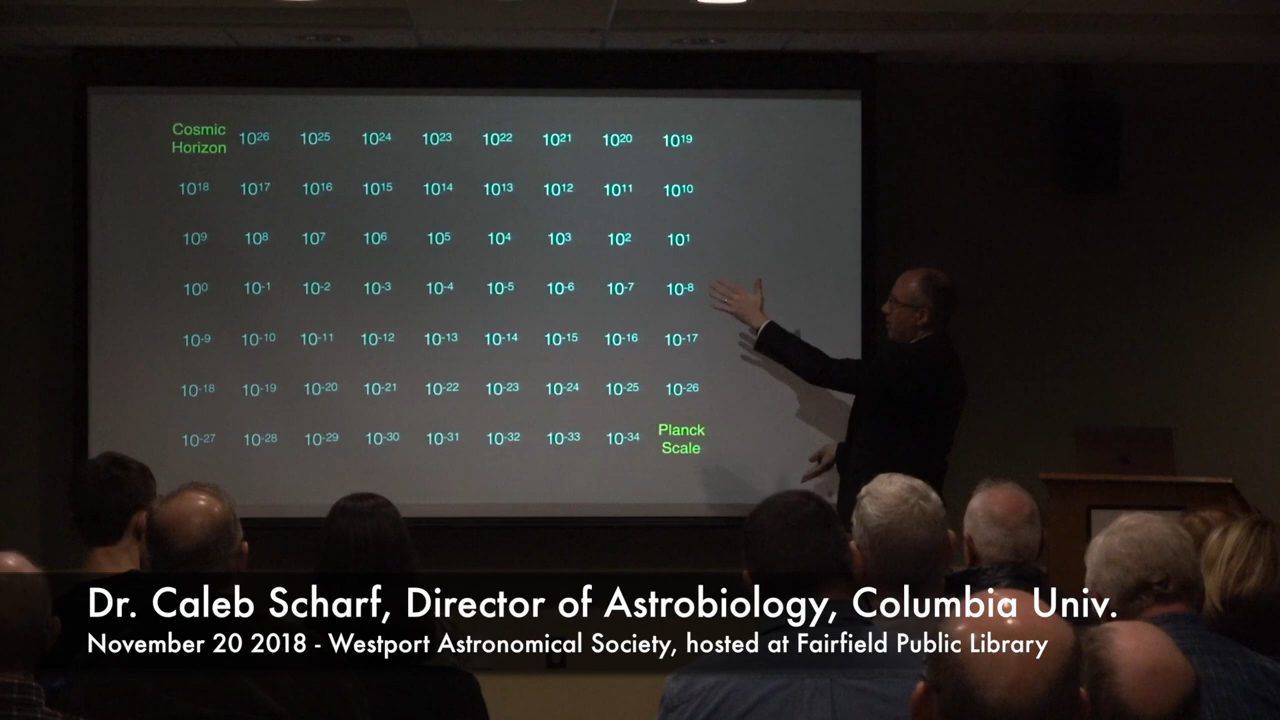 Cosmic Horizon 10²⁶ 10²⁵ 10²⁴ 10²³ 10²² 10²¹ 10²⁰ 10¹⁹
10¹⁸ 10¹⁷ 10¹⁶ 10¹⁵ 10¹⁴ 10¹³ 10¹² 10¹¹ 10¹⁰
10⁹ 10⁸ 10⁷ 10⁶ 10⁵ 10⁴ 10³ 10² 10¹
10⁰ 10⁻¹ 10⁻² 10⁻³ 10⁻⁴ 10⁻⁵ 10⁻⁶ 10⁻⁷ 10⁻⁸
10⁻⁹ 10⁻¹⁰ 10⁻¹¹ 10⁻¹² 10⁻¹³ 10⁻¹⁴ 10⁻¹⁵ 10⁻¹⁶ 10⁻¹⁷
10⁻¹⁸ 10⁻¹⁹ 10⁻²⁰ 10⁻²¹ 10⁻²² 10⁻²³ 10⁻²⁴ 10⁻²⁵ 10⁻²⁶
10⁻²⁷ 10⁻²⁸ 10⁻²⁹ 10⁻³⁰ 10⁻³¹ 10⁻³² 10⁻³³ 10⁻³⁴ Planck Scale
Dr. Caleb Scharf, Director of Astrobiology, Columbia Univ.
November 20 2018 - Westport Astronomical Society, hosted at Fairfield Public Library